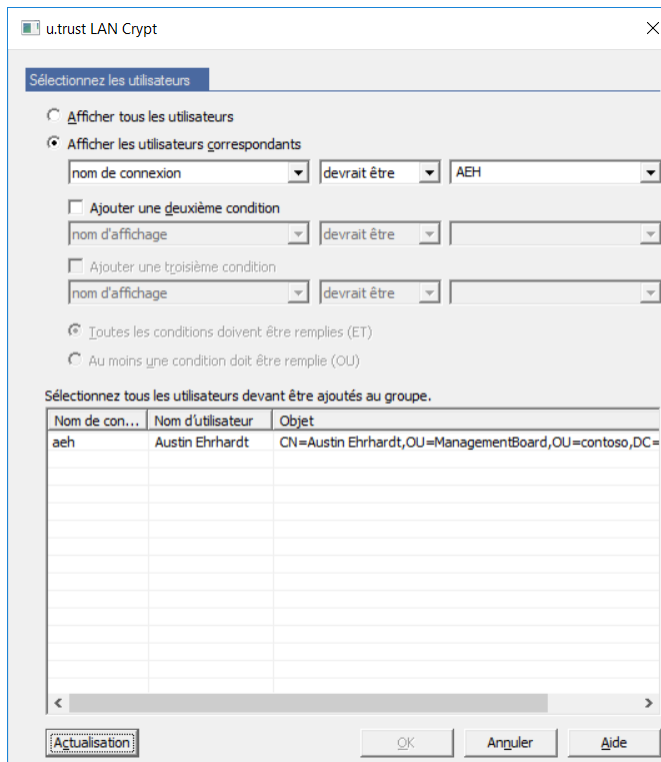 u.trust LAN Crypt
Sélectionnez les utilisateurs
Afficher tous les utilisateurs
Afficher les utilisateurs correspondants
nom de connexion devrait être AEH
Ajouter une deuxième condition
nom d'affichage devrait être
Ajouter une troisième condition
nom d'affichage devrait être
Toutes les conditions doivent être remplies (ET)
Au moins une condition doit être remplie (OU)
Sélectionnez tous les utilisateurs devant être ajoutés au groupe.
Nom de con... Nom d'utilisateur Objet
aeh Austin Ehrhardt CN=Austin Ehrhardt,OU=ManagementBoard,OU=contoso,DC=
Actualisation OK Annuler Aide